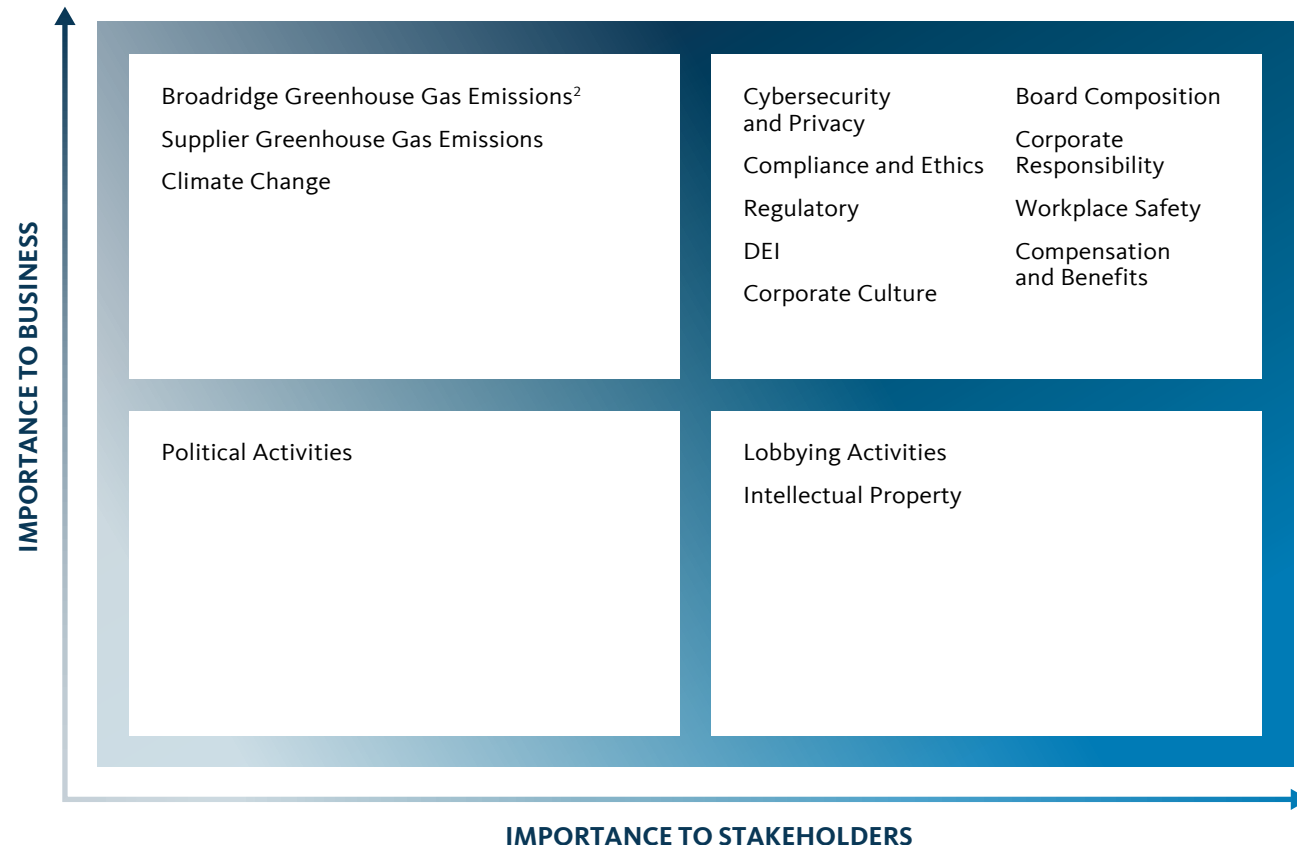 IMPORTANCE TO BUSINESS
Broadridge Greenhouse Gas Emissions²
Supplier Greenhouse Gas Emissions
Climate Change
Cybersecurity
and Privacy
Compliance and Ethics
Regulatory
DEI
Corporate Culture
Board Composition
Corporate
Responsibility
Workplace Safety
Compensation
and Benefits
Political Activities
Lobbying Activities
Intellectual Property
IMPORTANCE TO STAKEHOLDERS